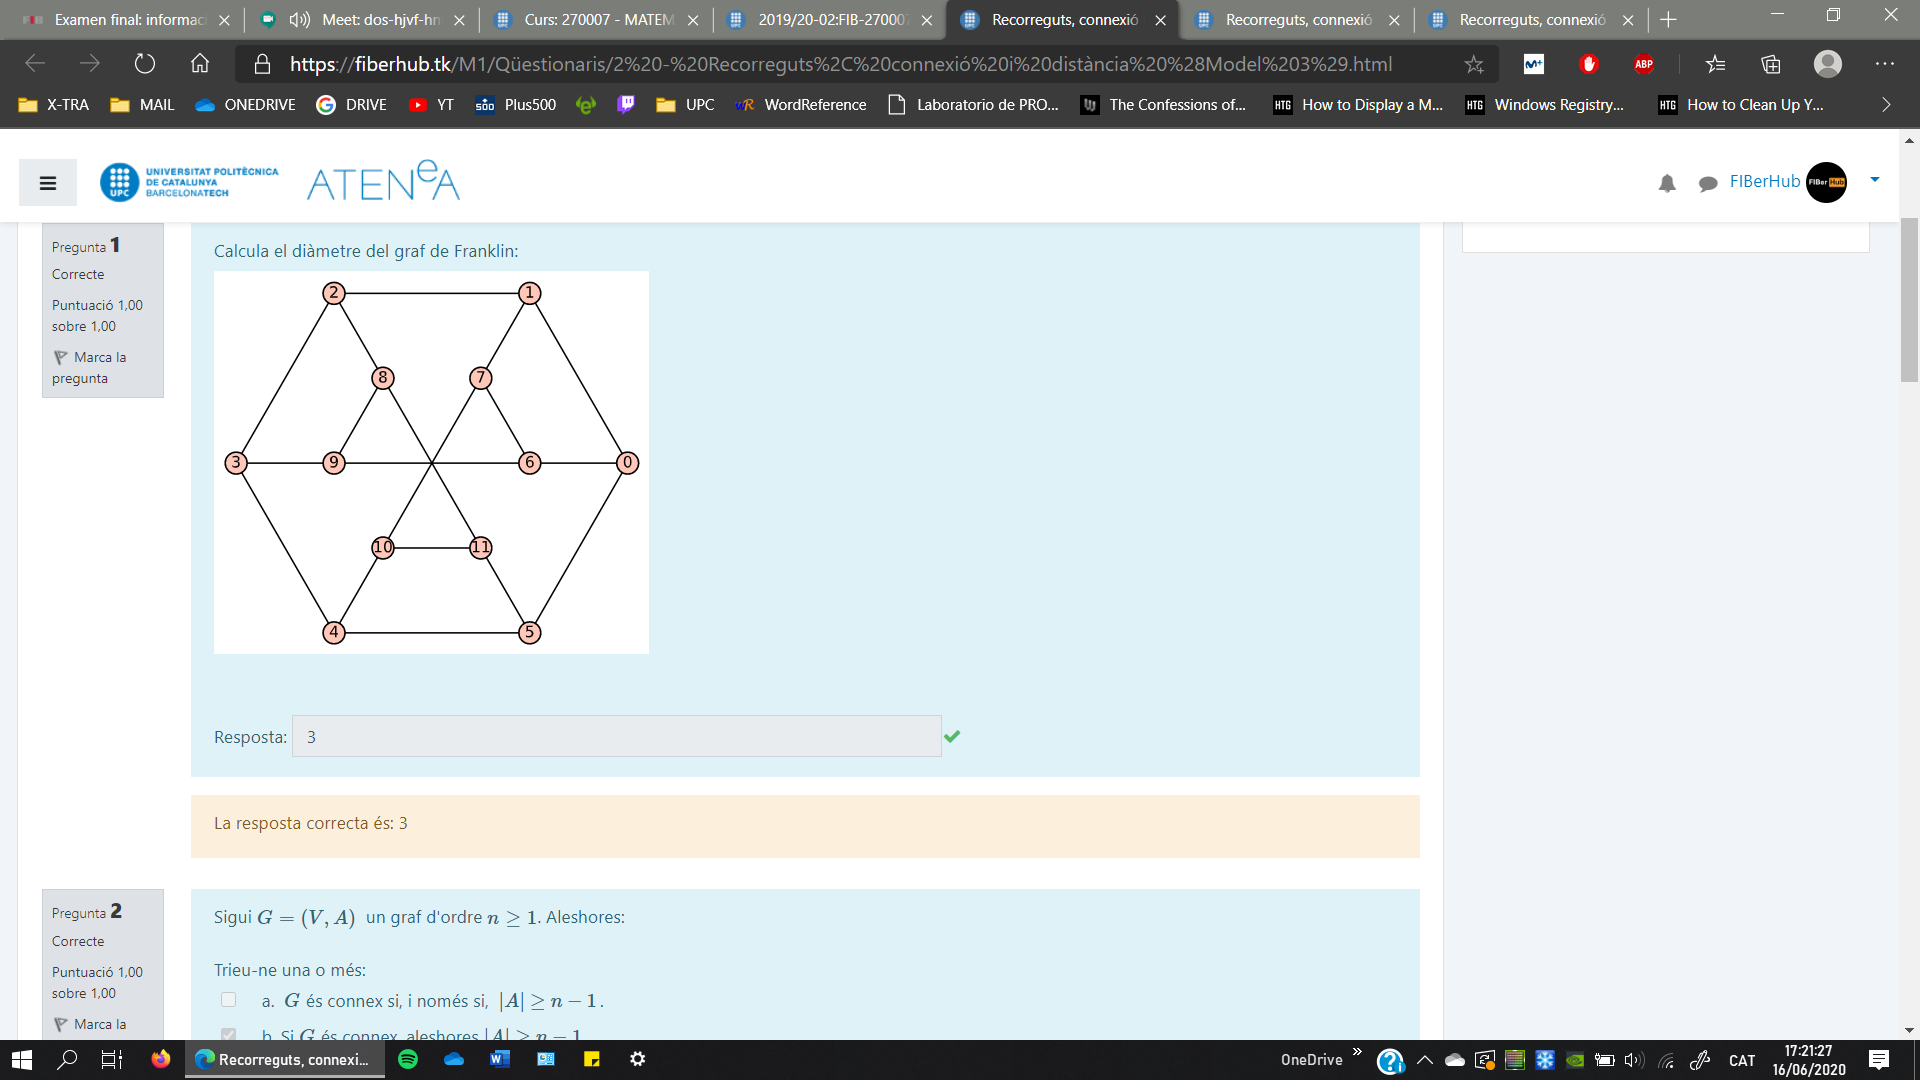 Examen final: informaci
Meet: dos-hjvf-hn
Curs: 270007 - MATEM
2019/20-02:FIB-270007
Recorreguts, connexió
Recorreguts, connexió
Recorreguts, connexió
https://fiberhub.tk/M1/Qüestionaris/2%20-%20Recorreguts%2C%20connexió%20i%20distància%20%28Model%203%29.html
X-TRA
MAIL
ONEDRIVE
DRIVE
YT
Plus500
UPC
WordReference
Laboratorio de PRO...
The Confessions of...
How to Display a M...
Windows Registry...
How to Clean Up Y...
UPC
UNIVERSITAT POLITÈCNICA
DE CATALUNYA
BARCELONATECH
ATENeA
FIBerHub
FIBer Hub
Pregunta 1
Correcte
Puntuació 1,00
sobre 1,00
Marca la
pregunta
Calcula el diàmetre del graf de Franklin:
2
1
8
7
3
9
6
0
10
11
4
5
Resposta: 3
La resposta correcta és: 3
Pregunta 2
Correcte
Puntuació 1,00
sobre 1,00
Marca la
Sigui G = (V, A) un graf d'ordre n ≥ 1. Aleshores:
Trieu-ne una o més:
a. G és connex si, i només si, |A| ≥ n − 1.
b. Si G és connex, aleshores |A| ≥ n − 1
Recorreguts, connexi...
OneDrive
CAT
17:21:27
16/06/2020